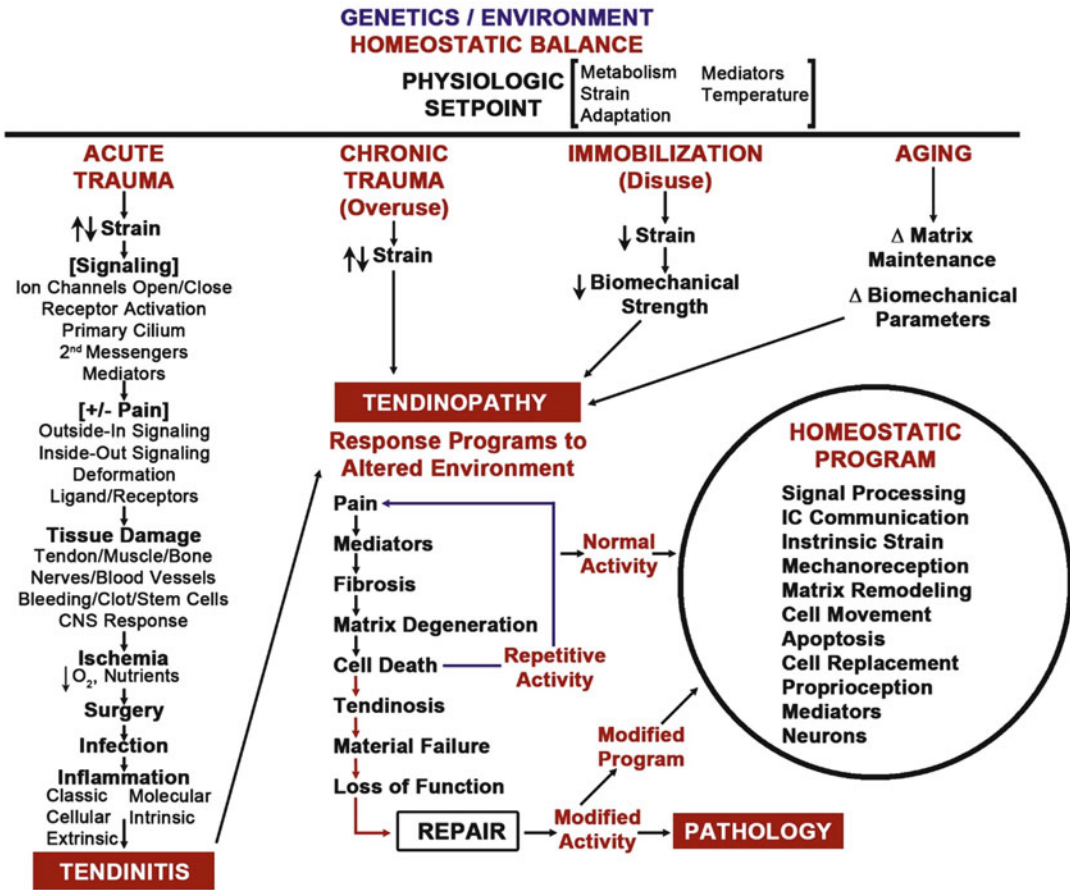 GENETICS / ENVIRONMENT
HOMEOSTATIC BALANCE
PHYSIOLOGIC
SETPOINT
Metabolism
Strain
Adaptation
Mediators
Temperature
ACUTE
TRAUMA
↑↓ Strain
[Signaling]
Ion Channels Open/Close
Receptor Activation
Primary Cilium
2nd Messengers
Mediators
[+/- Pain]
Outside-In Signaling
Inside-Out Signaling
Deformation
Ligand/Receptors
Tissue Damage
Tendon/Muscle/Bone
Nerves/Blood Vessels
Bleeding/Clot/Stem Cells
CNS Response
Ischemia
↓ O2, Nutrients
Surgery
Infection
Inflammation
Classic Molecular
Cellular Intrinsic
Extrinsic
TENDINITIS
CHRONIC
TRAUMA
(Overuse)
↑↓ Strain
IMMOBILIZATION
(Disuse)
↓ Strain
↓ Biomechanical
Strength
AGING
Δ Matrix
Maintenance
Δ Biomechanical
Parameters
TENDINOPATHY
Response Programs to
Altered Environment
Pain
Mediators
Fibrosis
Matrix Degeneration
Cell Death
Tendinosis
Material Failure
Loss of Function
REPAIR
Repetitive
Activity
Normal
Activity
Modified
Activity
Modified
Program
PATHOLOGY
HOMEOSTATIC
PROGRAM
Signal Processing
IC Communication
Instrinsic Strain
Mechanoreception
Matrix Remodeling
Cell Movement
Apoptosis
Cell Replacement
Proprioception
Mediators
Neurons